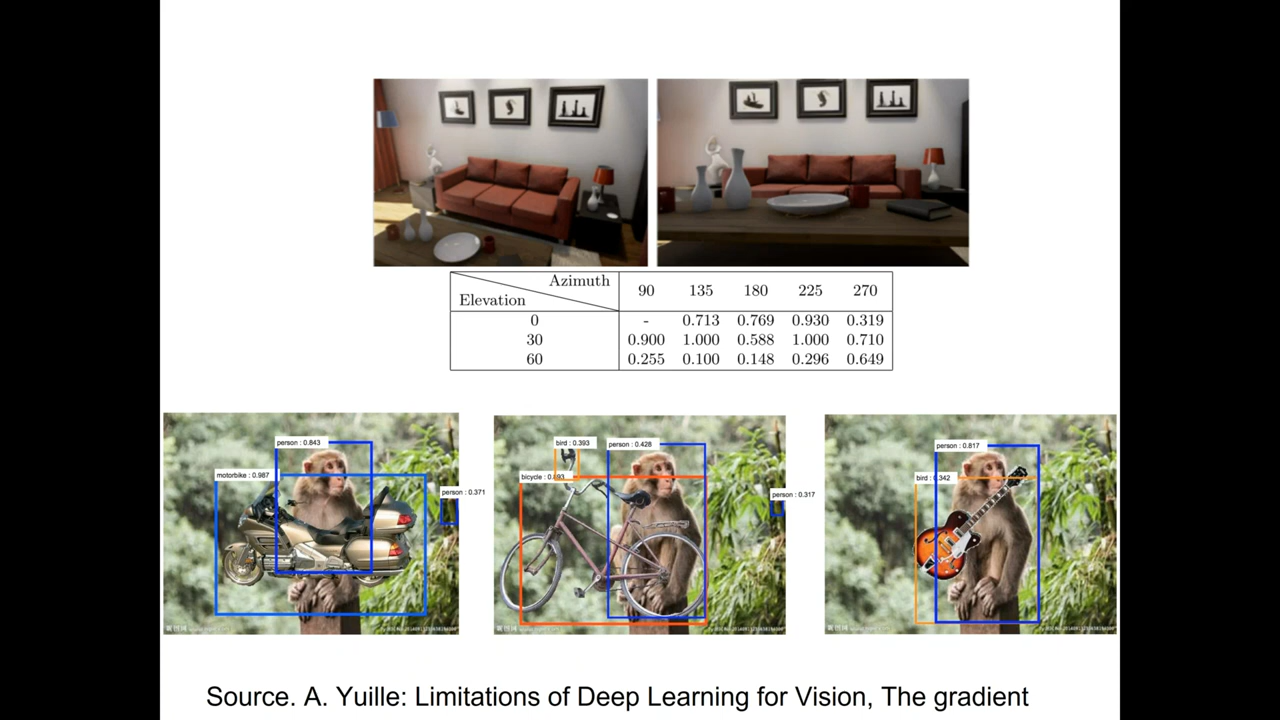 Azimuth
Elevation
90 135 180 225 270
0 - 0.713 0.769 0.930 0.319
30 0.900 1.000 0.588 1.000 0.710
60 0.255 0.100 0.148 0.296 0.649
person : 0.843
motorbike : 0.987
person : 0.371
bird : 0.393
person : 0.428
bicycle : 0.493
person : 0.317
person : 0.817
bird : 0.342
Source. A. Yuille: Limitations of Deep Learning for Vision, The gradient